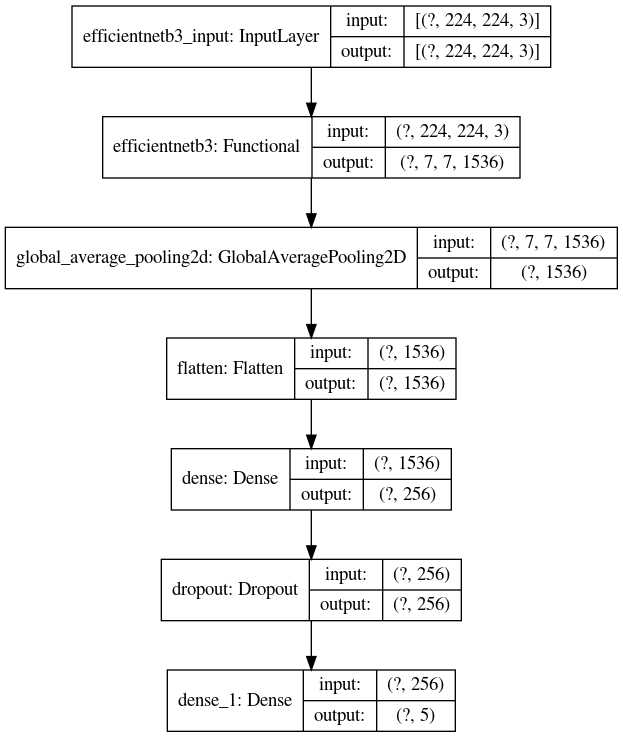 efficientnetb3_input: InputLayer
input: [(?, 224, 224, 3)]
output: [(?, 224, 224, 3)]
efficientnetb3: Functional
input: (?, 224, 224, 3)
output: (?, 7, 7, 1536)
global_average_pooling2d: GlobalAveragePooling2D
input: (?, 7, 7, 1536)
output: (?, 1536)
flatten: Flatten
input: (?, 1536)
output: (?, 1536)
dense: Dense
input: (?, 1536)
output: (?, 256)
dropout: Dropout
input: (?, 256)
output: (?, 256)
dense_1: Dense
input: (?, 256)
output: (?, 5)